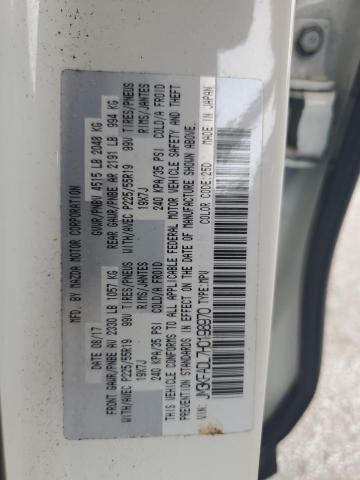 MFD. BY MAZDA MOTOR CORPORATION
DATE: 08/17 GVWR/PNBV 4515 LB 2048 KG
FRONT GAWR/PNBE AV 2330 LB 1057 KG REAR GAWR/PNBE AR 2191 LB 994 KG
WITH/AVEC P225/55R19 99V TIRES/PNEUS WITH/AVEC P225/55R19 99V TIRES/PNEUS
19X7J RIMS/JANTES 19X7J RIMS/JANTES
240 KPA/35 PSI COLD/A FROID 240 KPA/35 PSI COLD/A FROID
THIS VEHICLE CONFORMS TO ALL APPLICABLE FEDERAL MOTOR VEHICLE SAFETY AND THEFT
PREVENTION STANDARDS IN EFFECT ON THE DATE OF MANUFACTURE SHOWN ABOVE.
VIN: JM3KFADL7H0198970 TYPE:MPV COLOR CODE:25D MADE IN JAPAN